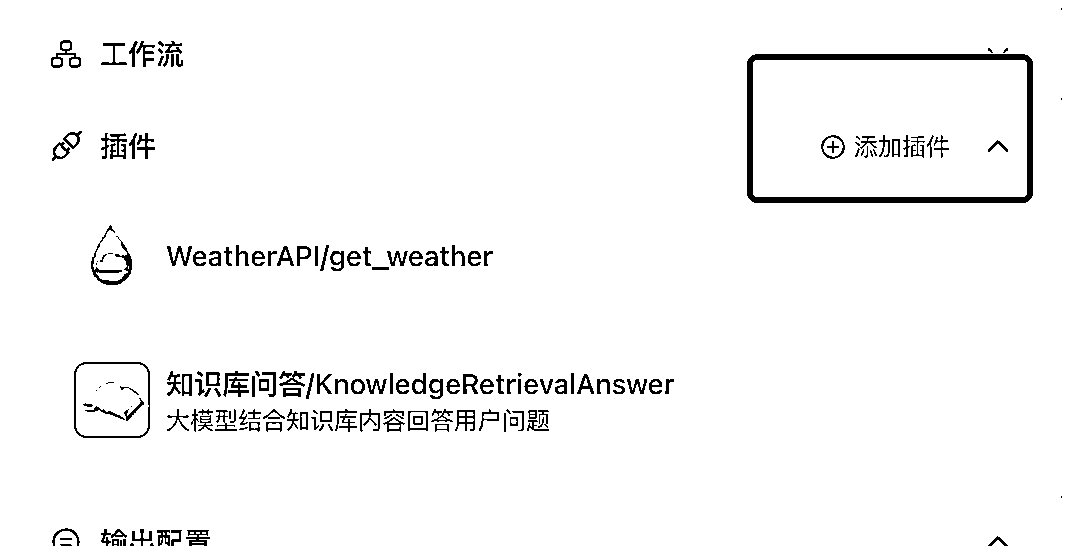 工作流
插件
添加插件
WeatherAPI/get_weather
知识库问答/KnowledgeRetrievalAnswer
大模型结合知识库内容回答用户问题
输出配置